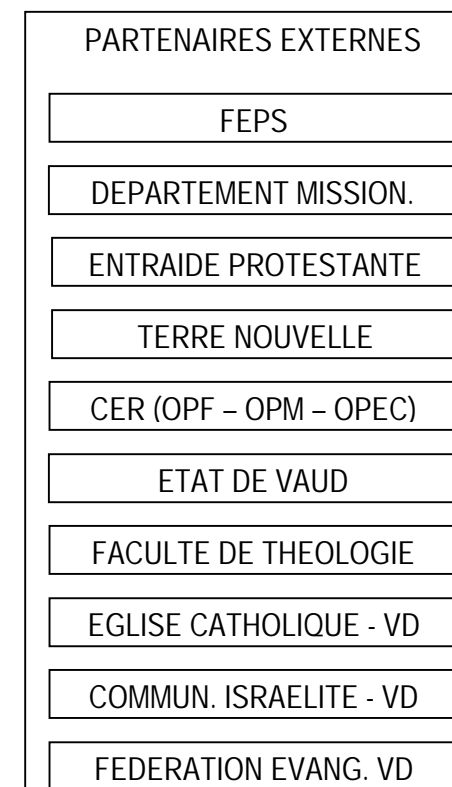 PARTENAIRES EXTERNES
FEPS
DEPARTEMENT MISSION.
ENTRAIDE PROTESTANTE
TERRE NOUVELLE
CER (OPF – OPM – OPEC)
ETAT DE VAUD
FACULTE DE THEOLOGIE
EGLISE CATHOLIQUE - VD
COMMUN. ISRAELITE - VD
FEDERATION EVANG. VD